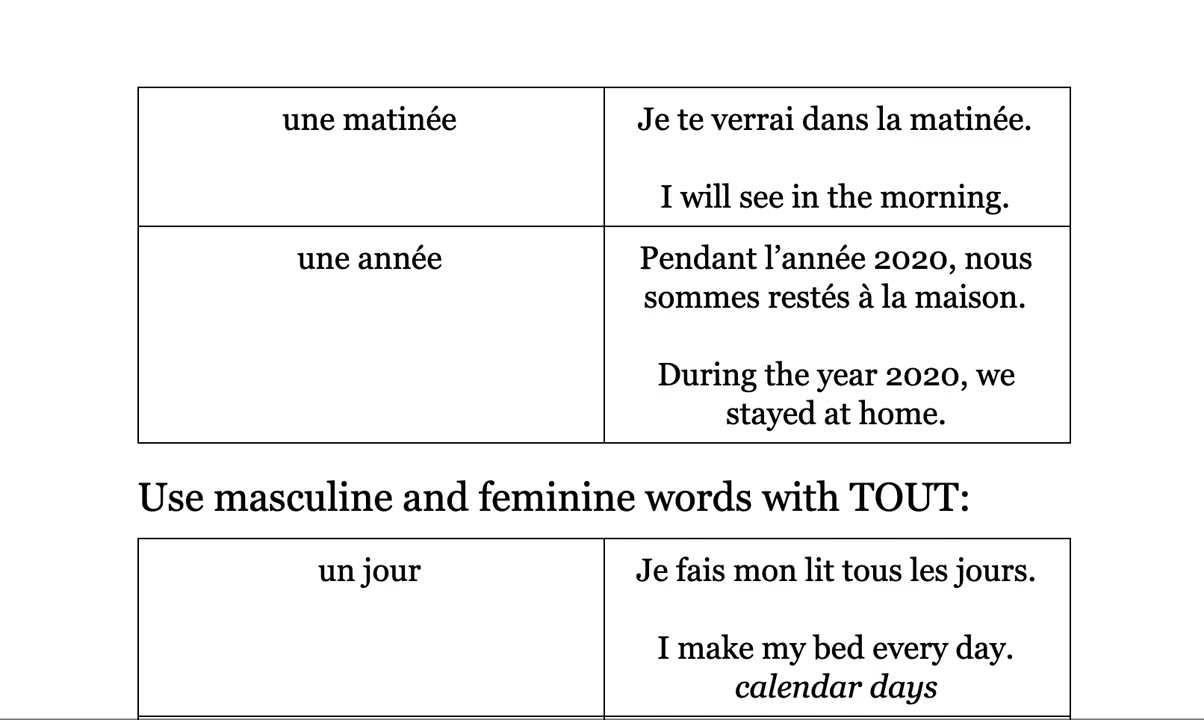 une matinée
Je te verrai dans la matinée.
I will see in the morning.
une année
Pendant l’année 2020, nous
sommes restés à la maison.
During the year 2020, we
stayed at home.
Use masculine and feminine words with TOUT:
un jour
Je fais mon lit tous les jours.
I make my bed every day.
calendar days